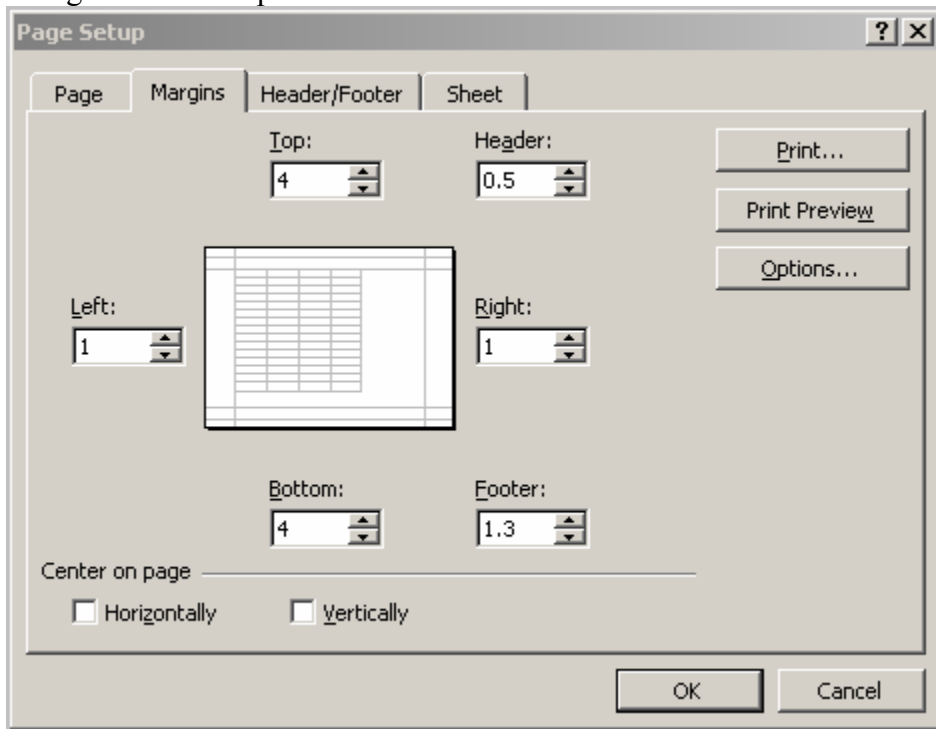 Page Setup
Page Margins Header/Footer Sheet
Top: Header:
4 0.5
Print...
Print Preview
Options...
Left: Right:
1 1
Bottom: Footer:
4 1.3
Center on page
Horizontally Vertically
OK Cancel